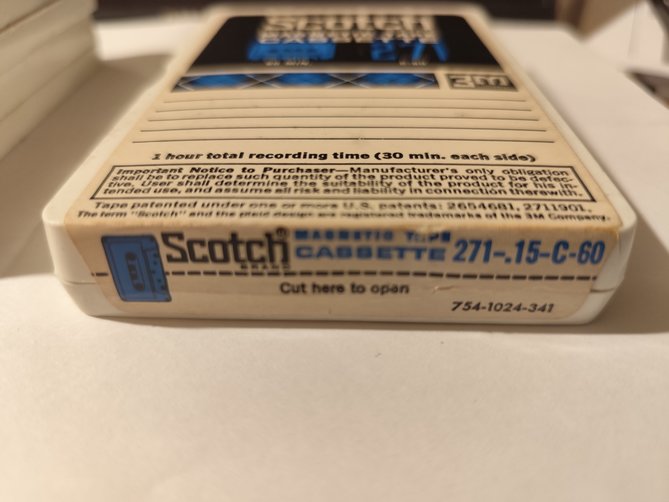 Scotch
1 hour total recording time (30 min. each side)
Important Notice to Purchaser—Manufacturer's only obligation
shall be to replace such quantity of the product proved to be defec-
tive. User shall determine the suitability of the product for his in-
tended use, and assume all risk and liability in connection therewith.
Tape patented under one or more U.S. patents: 2654681, 2711901.
The term "Scotch" and the plaid design are registered trademarks of the 3M Company.
Scotch® MAGNETIC TAPE
BRAND CASSETTE 271-.15-C-60
Cut here to open
754-1024-341